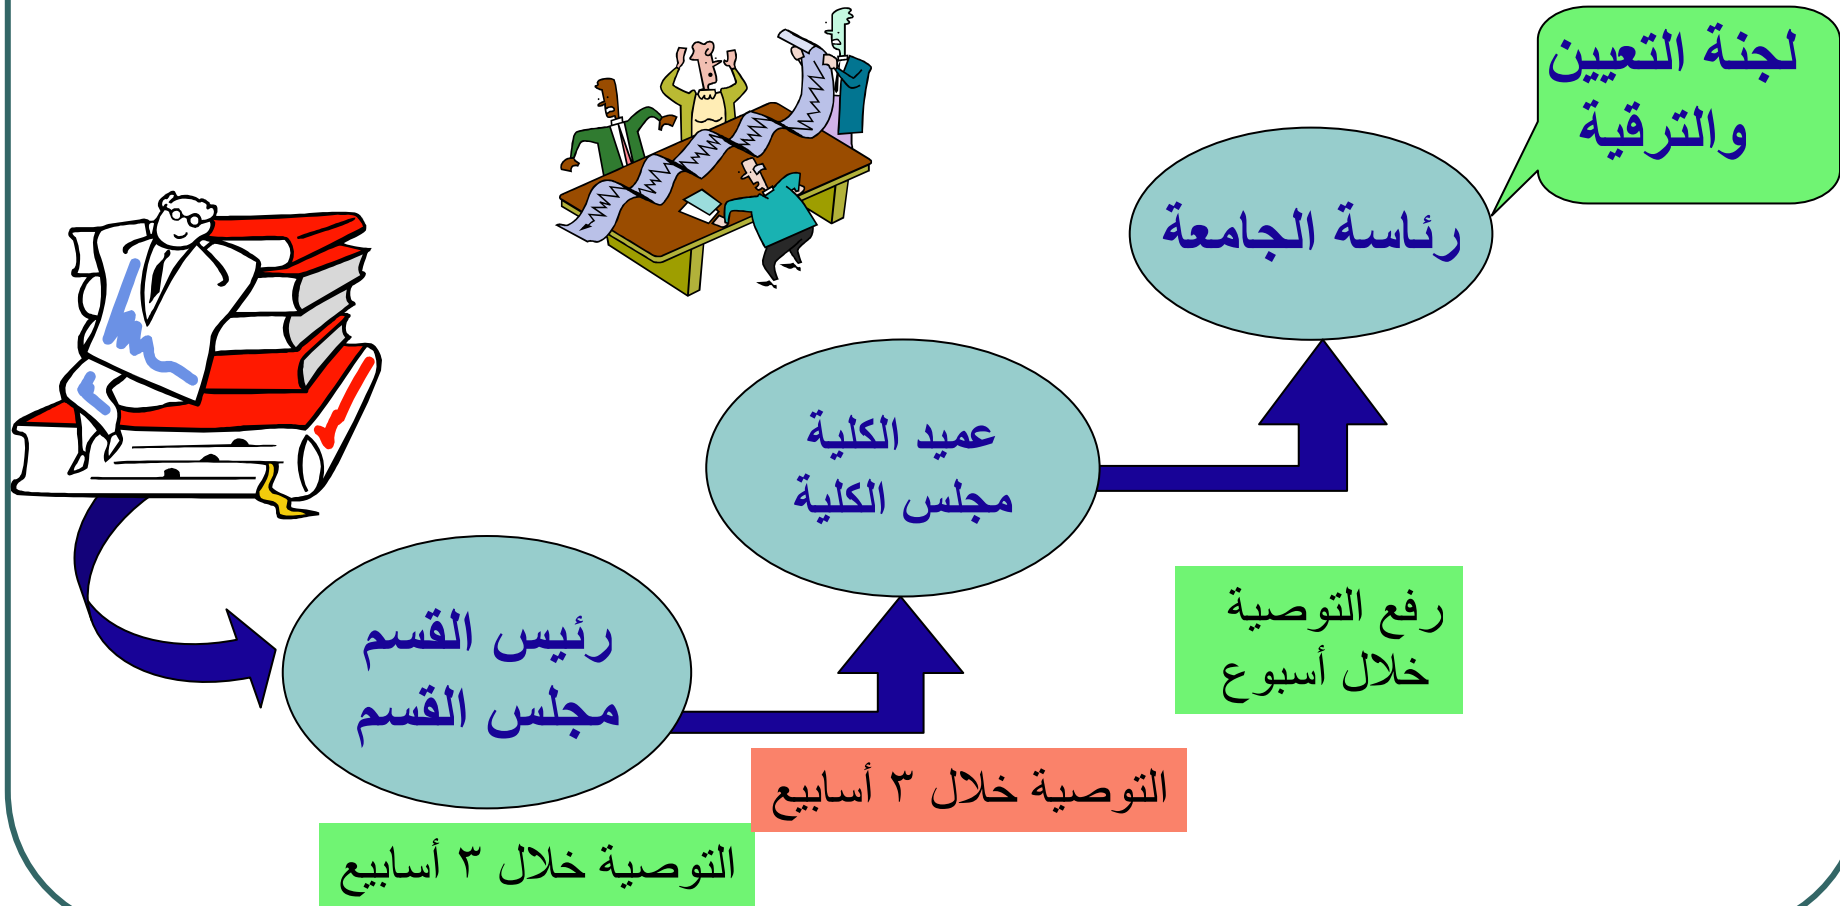 لجنة التعيين
والترقية
رئاسة الجامعة
عميد الكلية
مجلس الكلية
رئيس القسم
مجلس القسم
رفع التوصية
خلال أسبوع
التوصية خلال ٣ أسابيع
التوصية خلال ٣ أسابيع